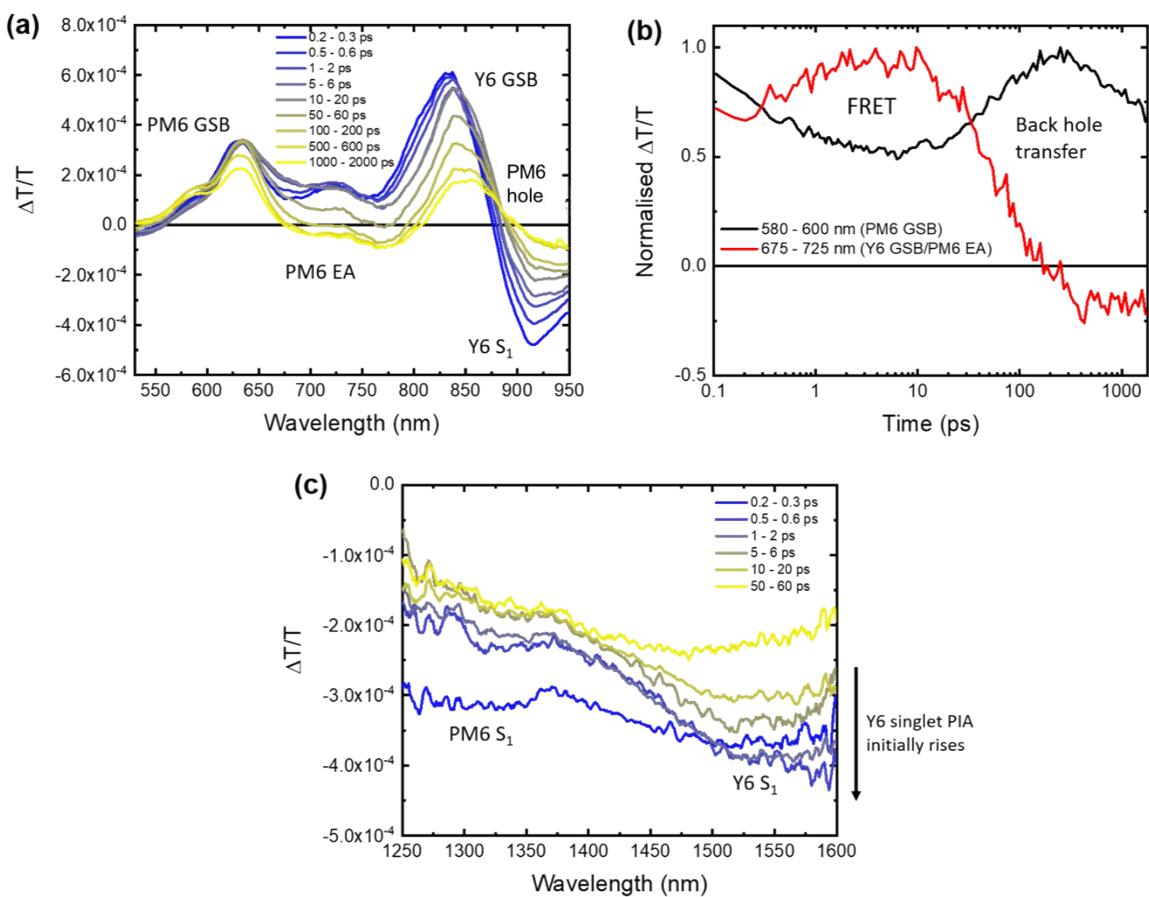 (a)
8.0x10⁻⁴
6.0x10⁻⁴
4.0x10⁻⁴
2.0x10⁻⁴
0.0
-2.0x10⁻⁴
-4.0x10⁻⁴
-6.0x10⁻⁴
ΔT/T
0.2 - 0.3 ps
0.5 - 0.6 ps
1 - 2 ps
5 - 6 ps
10 - 20 ps
50 - 60 ps
100 - 200 ps
500 - 600 ps
1000 - 2000 ps
PM6 GSB
Y6 GSB
PM6
hole
PM6 EA
Y6 S₁
550 600 650 700 750 800 850 900 950
Wavelength (nm)
(b)
1.0
0.5
0.0
-0.5
Normalised ΔT/T
FRET
Back hole
transfer
580 - 600 nm (PM6 GSB)
675 - 725 nm (Y6 GSB/PM6 EA)
0.1 1 10 100 1000
Time (ps)
(c)
0.0
-1.0x10⁻⁴
-2.0x10⁻⁴
-3.0x10⁻⁴
-4.0x10⁻⁴
-5.0x10⁻⁴
ΔT/T
0.2 - 0.3 ps
0.5 - 0.6 ps
1 - 2 ps
5 - 6 ps
10 - 20 ps
50 - 60 ps
PM6 S₁
Y6 S₁
Y6 singlet PIA
initially rises
1250 1300 1350 1400 1450 1500 1550 1600
Wavelength (nm)